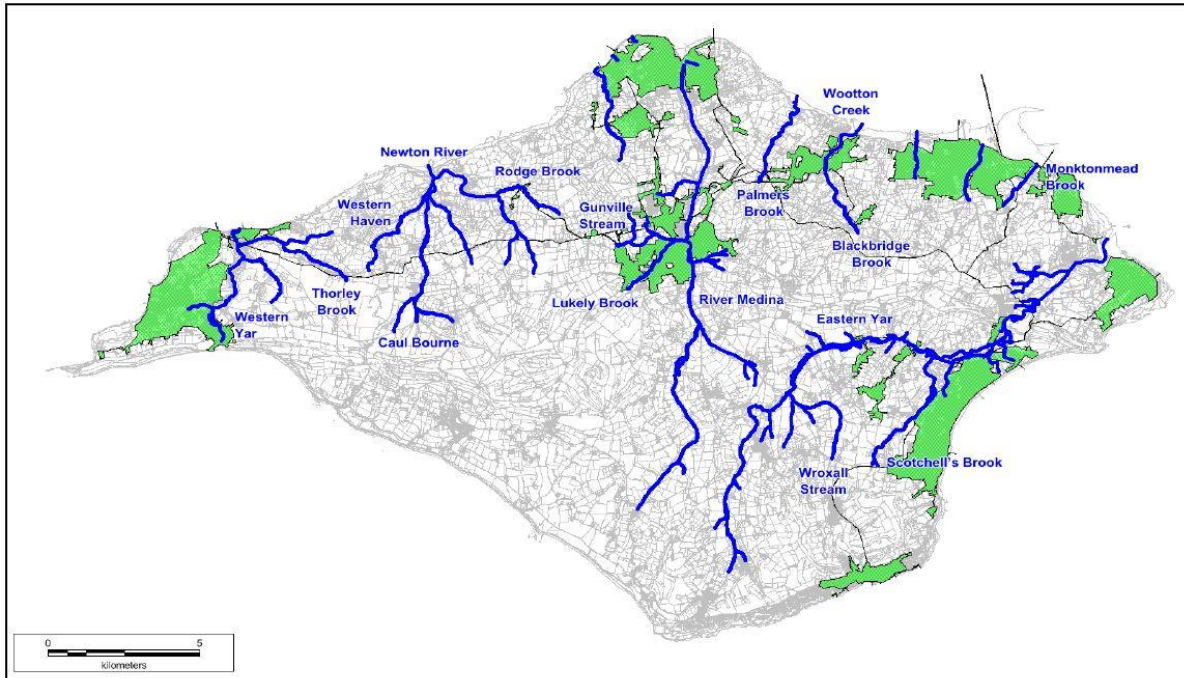 Wootton
Creek
Newton River
Rodge Brook
Monktonmead
Brook
Western
Haven
Gunville
Stream
Palmers
Brook
Blackbridge
Brook
Thorley
Brook
Lukely Brook
River Medina
Western
Yar
Caul Bourne
Eastern Yar
Scotchell's Brook
Wroxall
Stream
0 5
kilometers